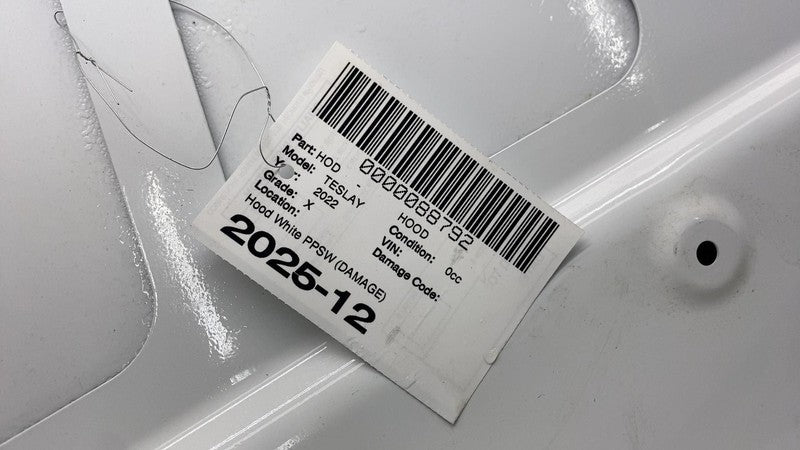 0000088792
Part: HOD - HOOD
Model: TESLAY Condition: 0cc
Year: 2022 VIN:
Grade: X Damage Code:
Location:
Hood White PPSW (DAMAGE)
2025-12